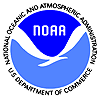 NATIONAL OCEANIC AND ATMOSPHERIC ADMINISTRATION
NOAA
U.S. DEPARTMENT OF COMMERCE